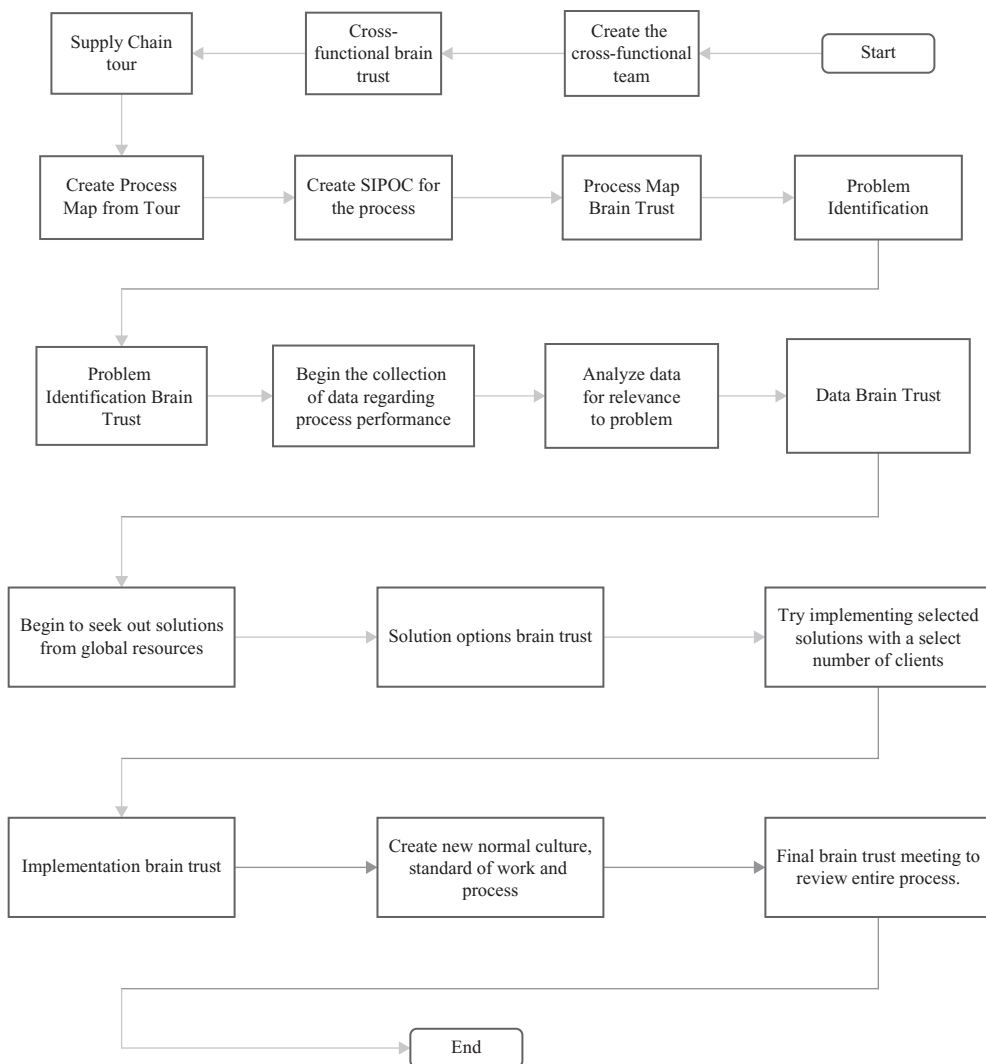 Start
Create the
cross-functional
team
Cross-
functional brain
trust
Supply Chain
tour
Create Process
Map from Tour
Create SIPOC for
the process
Process Map
Brain Trust
Problem
Identification
Problem
Identification Brain
Trust
Begin the collection
of data regarding
process performance
Analyze data
for relevance
to problem
Data Brain Trust
Begin to seek out solutions
from global resources
Solution options brain trust
Try implementing selected
solutions with a select
number of clients
Implementation brain trust
Create new normal culture,
standard of work and
process
Final brain trust meeting to
review entire process.
End